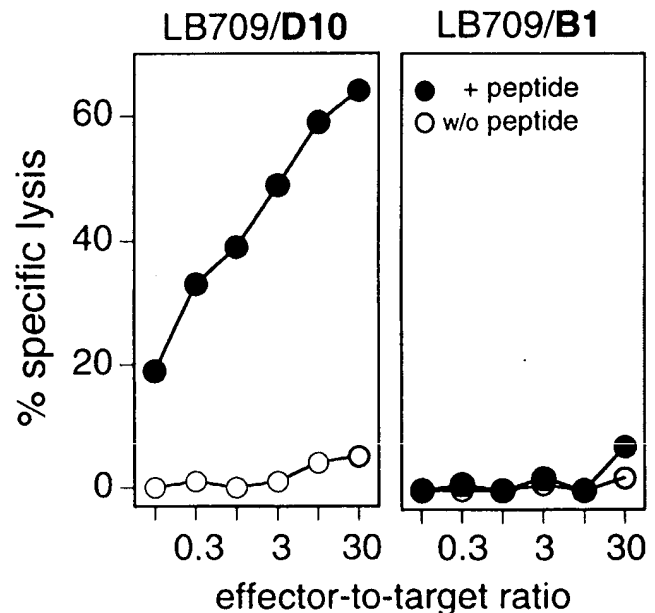 LB709/D10 LB709/B1
+ peptide
w/o peptide
60
40
20
0
% specific lysis
0.3 3 30 0.3 3 30
effector-to-target ratio